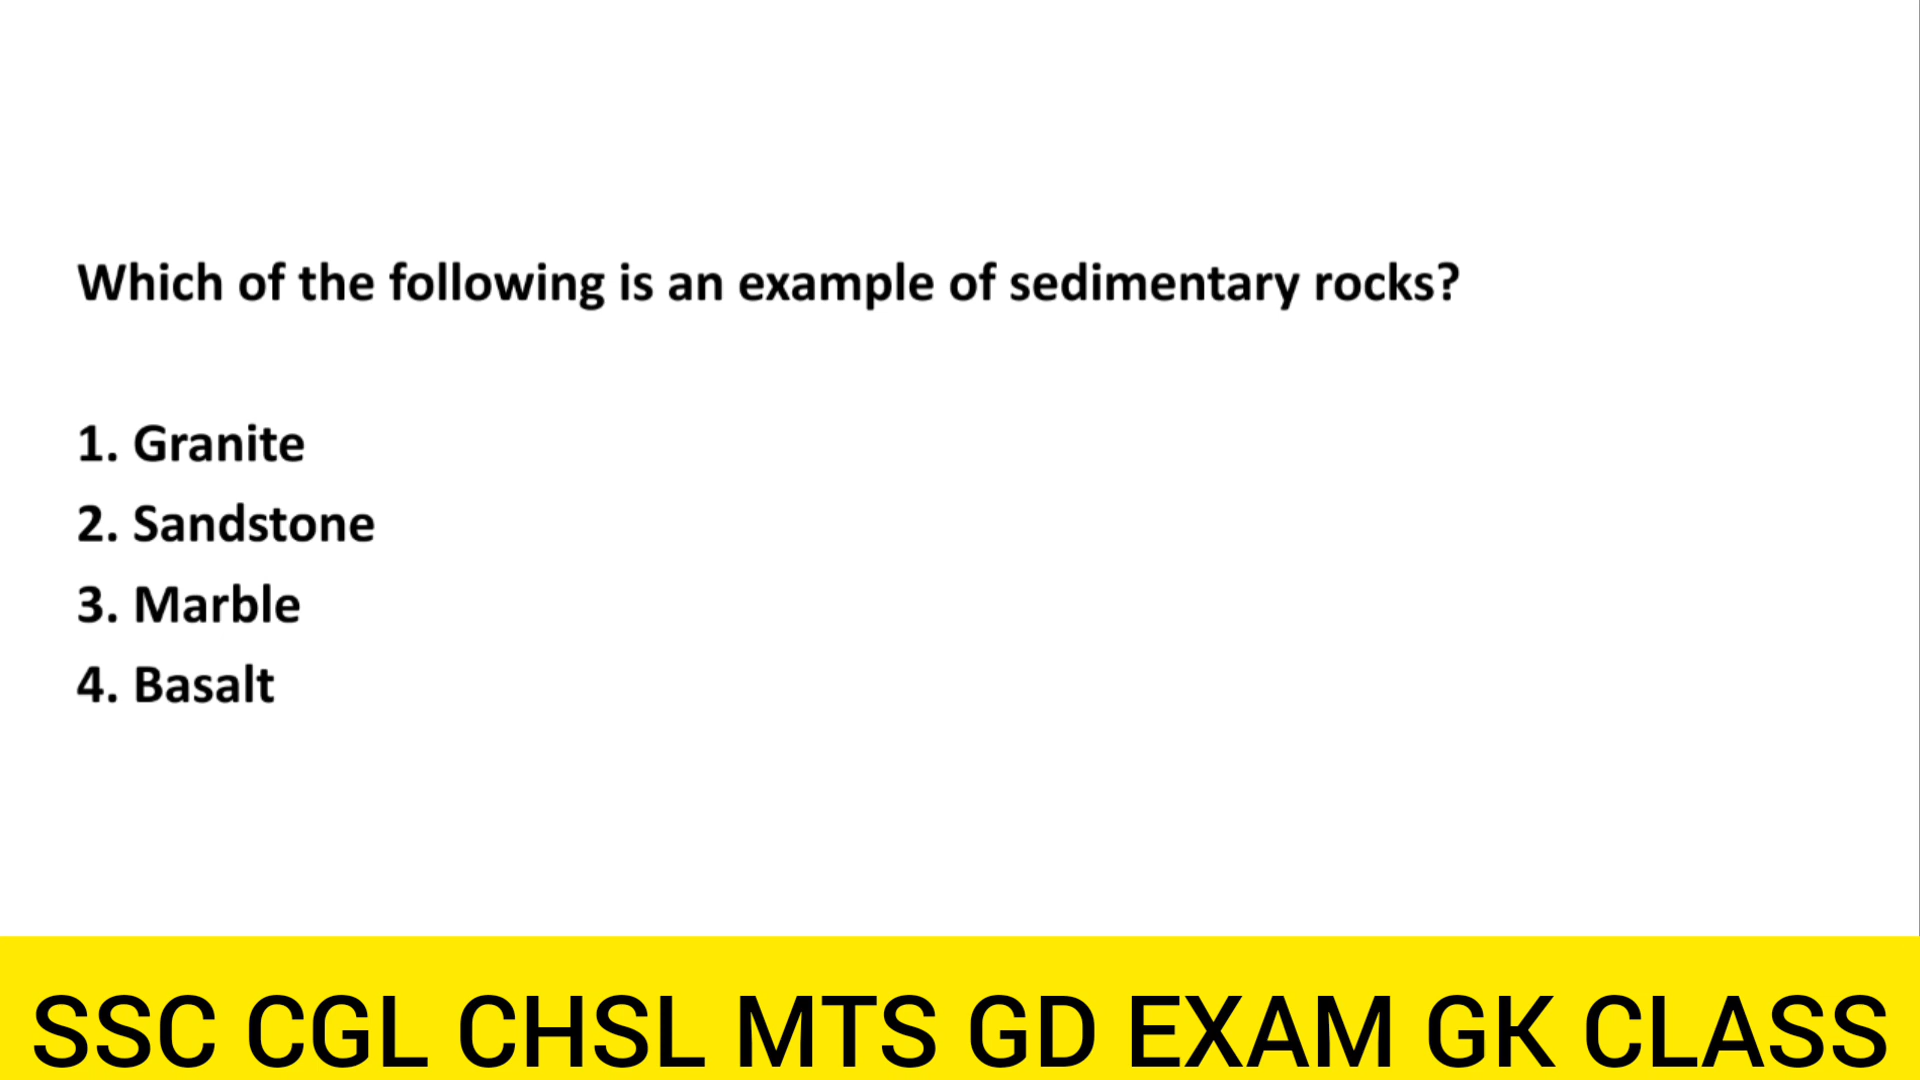 Which of the following is an example of sedimentary rocks?
1. Granite
2. Sandstone
3. Marble
4. Basalt
SSC CGL CHSL MTS GD EXAM GK CLASS